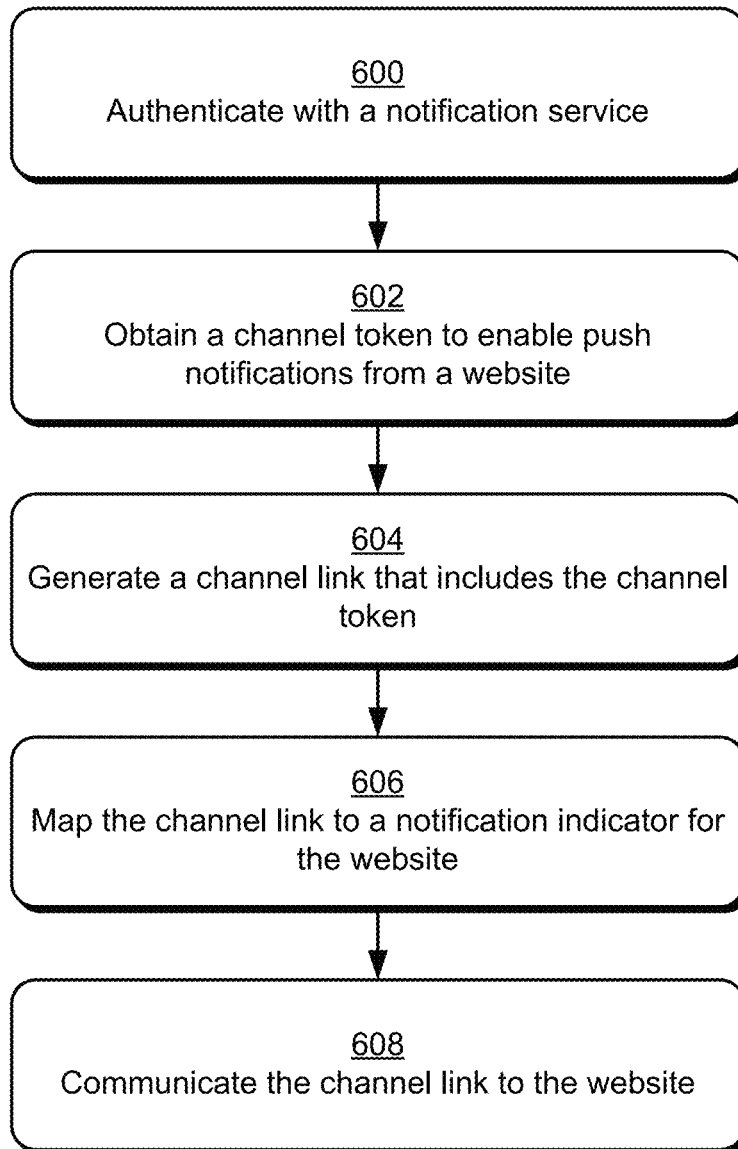 600
Authenticate with a notification service
602
Obtain a channel token to enable push
notifications from a website
604
Generate a channel link that includes the channel
token
606
Map the channel link to a notification indicator for
the website
608
Communicate the channel link to the website